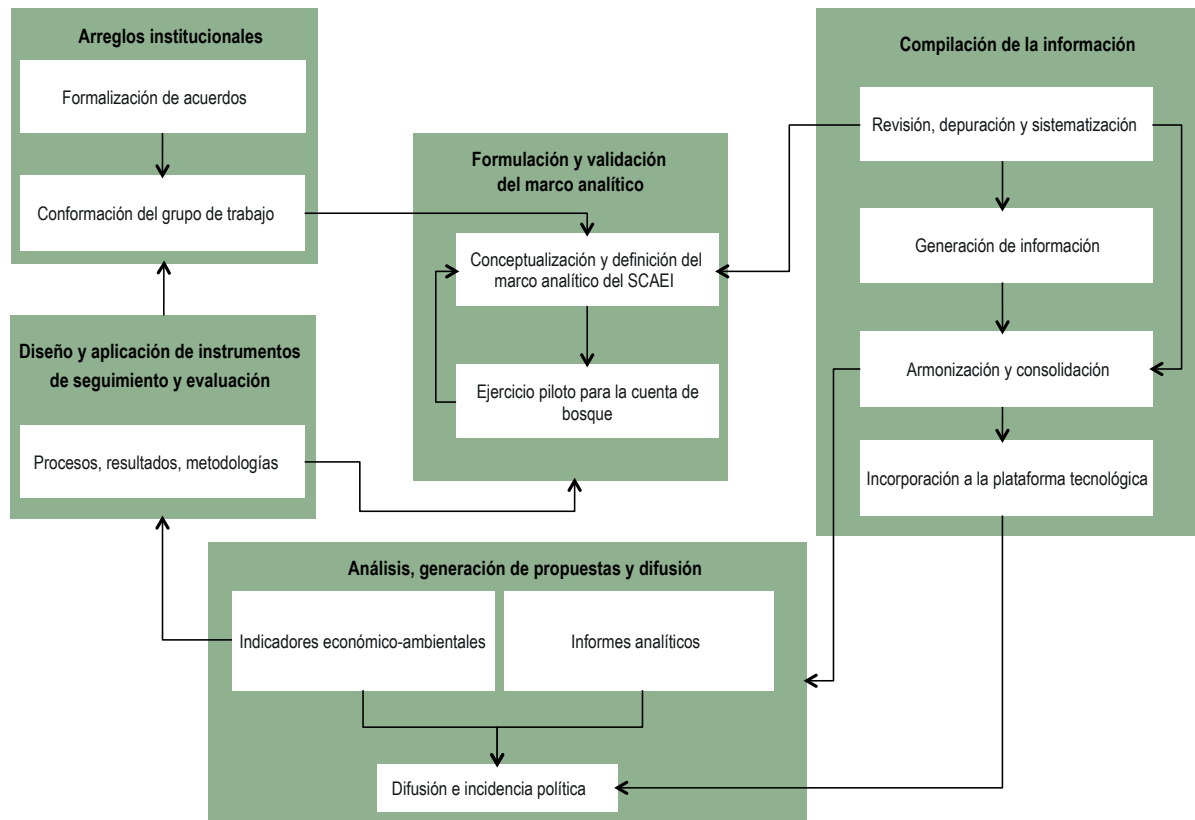 Arreglos institucionales
Formalización de acuerdos
Conformación del grupo de trabajo
Diseño y aplicación de instrumentos
de seguimiento y evaluación
Procesos, resultados, metodologías
Formulación y validación
del marco analítico
Conceptualización y definición del
marco analítico del SCAEI
Ejercicio piloto para la cuenta de
bosque
Compilación de la información
Revisión, depuración y sistematización
Generación de información
Armonización y consolidación
Incorporación a la plataforma tecnológica
Análisis, generación de propuestas y difusión
Indicadores económico-ambientales
Informes analíticos
Difusión e incidencia política